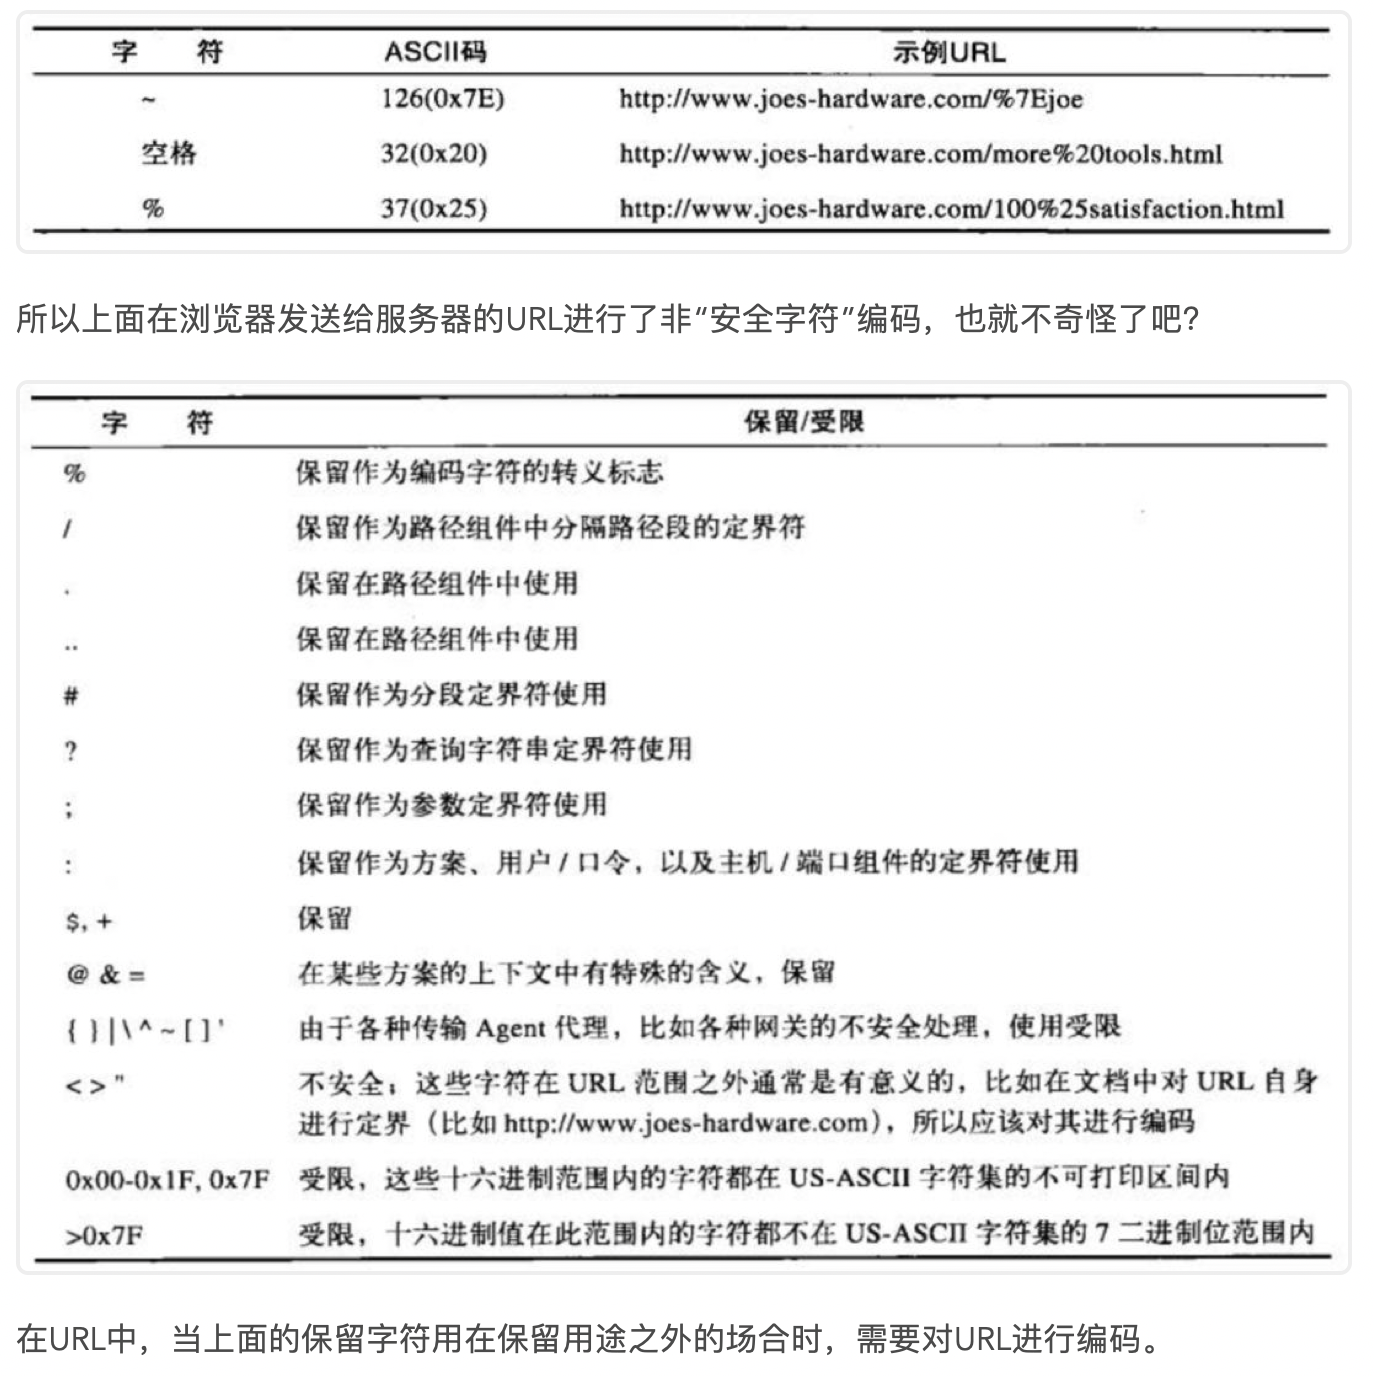 字 符 ASCII码 示例URL
~ 126(0x7E) http://www.joes-hardware.com/%7Ejoe
空格 32(0x20) http://www.joes-hardware.com/more%20tools.html
% 37(0x25) http://www.joes-hardware.com/100%25satisfaction.html
所以上面在浏览器发送给服务器的URL进行了非“安全字符”编码，也就不奇怪了吧？
字 符 保留/受限
% 保留作为编码字符的转义标志
/ 保留作为路径组件中分隔路径段的定界符
. 保留在路径组件中使用
.. 保留在路径组件中使用
# 保留作为分段定界符使用
? 保留作为查询字符串定界符使用
; 保留作为参数定界符使用
: 保留作为方案、用户/口令，以及主机/端口组件的定界符使用
$, + 保留
@ & = 在某些方案的上下文中有特殊的含义，保留
{ } | \ ^ ~ [ ] ' 由于各种传输 Agent 代理，比如各种网关的不安全处理，使用受限
< > " 不安全；这些字符在 URL 范围之外通常是有意义的，比如在文档中对 URL 自身
进行定界（比如 http://www.joes-hardware.com），所以应该对其进行编码
0x00-0x1F, 0x7F 受限，这些十六进制范围内的字符都在 US-ASCII 字符集的不可打印区间内
>0x7F 受限，十六进制值在此范围内的字符都不在 US-ASCII 字符集的 7 二进制位范围内
在URL中，当上面的保留字符用在保留用途之外的场合时，需要对URL进行编码。